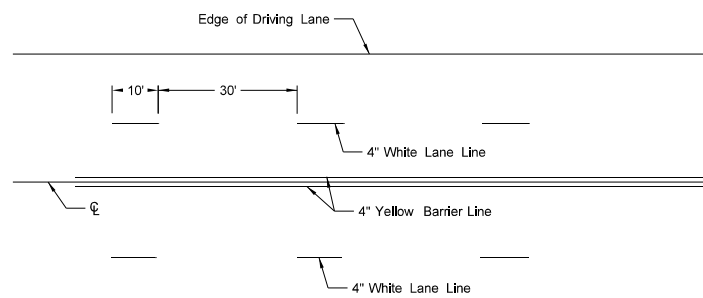 Edge of Driving Lane
10'
30'
4" White Lane Line
℄
4" Yellow Barrier Line
4" White Lane Line